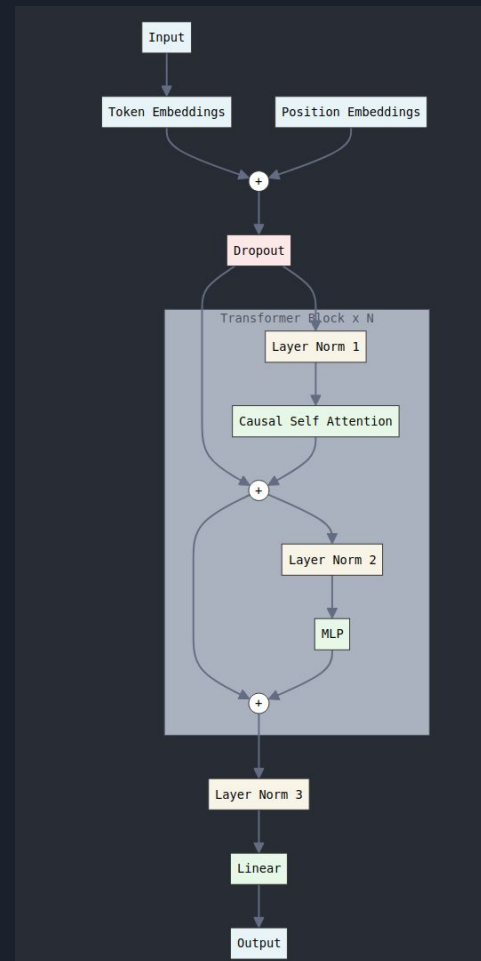 Input
Token Embeddings
Position Embeddings
+
Dropout
Transformer Block x N
Layer Norm 1
Causal Self Attention
+
Layer Norm 2
MLP
+
Layer Norm 3
Linear
Output